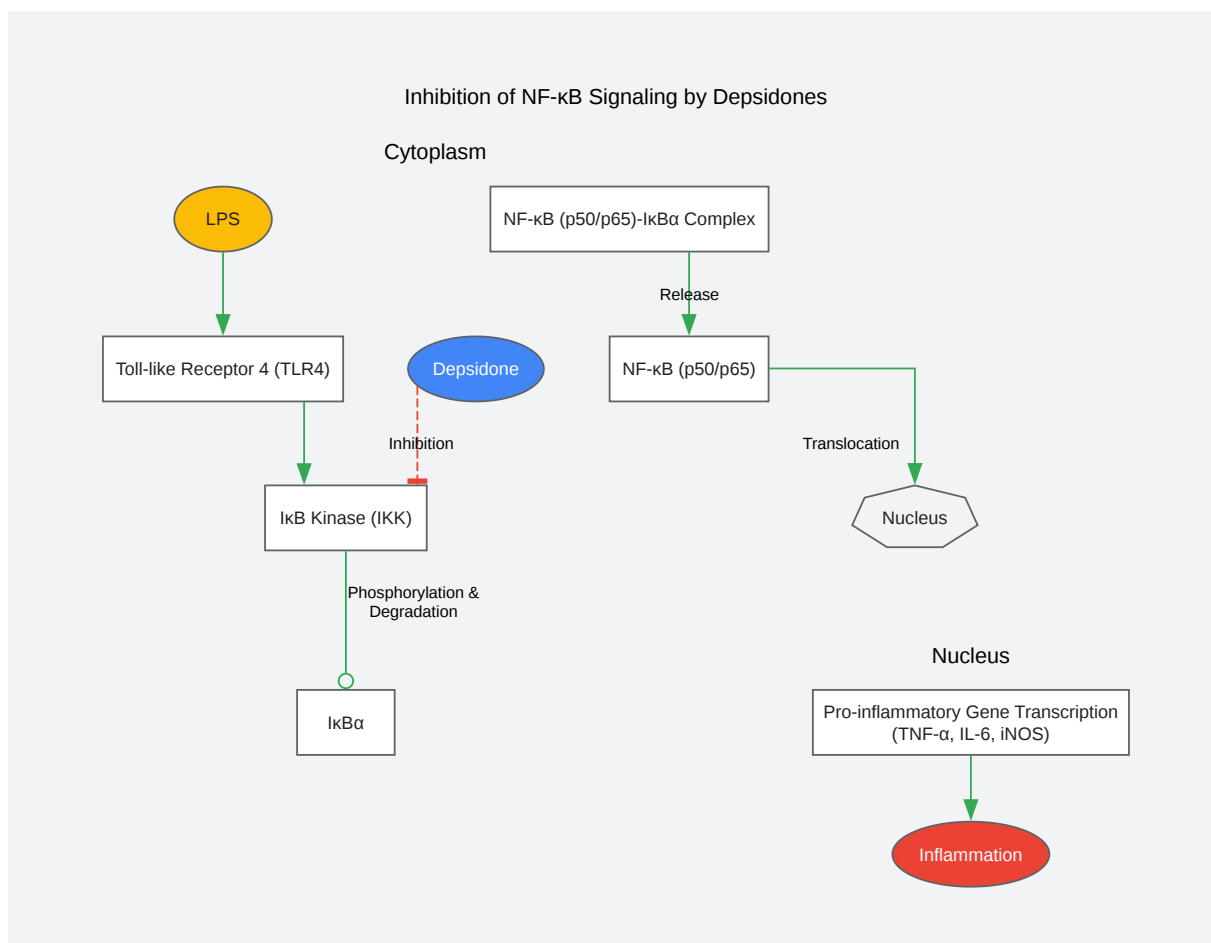 Inhibition of NF-κB Signaling by Depsidones
Cytoplasm
LPS
NF-κB (p50/p65)-IκBα Complex
Release
Toll-like Receptor 4 (TLR4)
Depsidone
NF-κB (p50/p65)
Inhibition
Translocation
IκB Kinase (IKK)
Nucleus
Phosphorylation &
Degradation
Nucleus
IκBα
Pro-inflammatory Gene Transcription
(TNF-α, IL-6, iNOS)
Inflammation